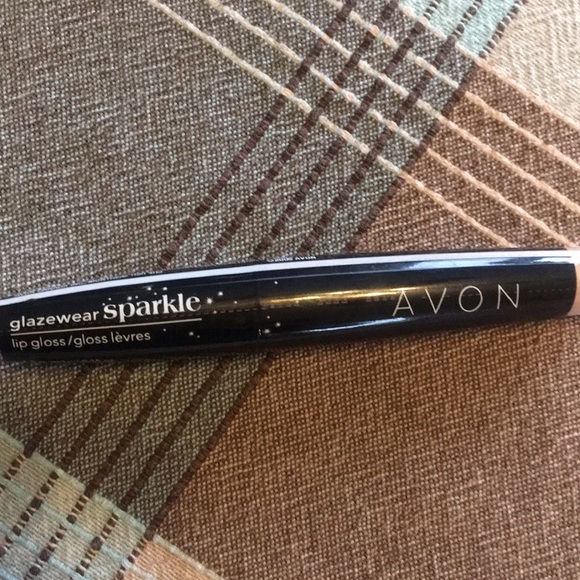 glazewear sparkle
lip gloss/gloss lèvres
AVON